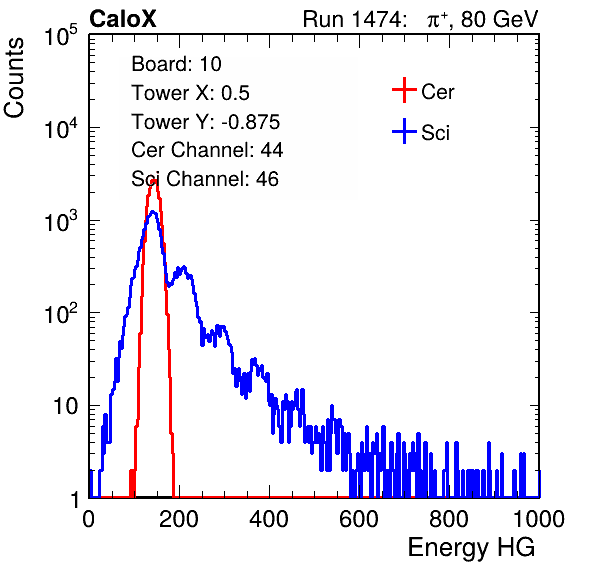 CaloX Run 1474: π⁺, 80 GeV
Counts
10⁵
10⁴
10³
10²
10
1
Board: 10
Tower X: 0.5
Tower Y: -0.875
Cer Channel: 44
Sci Channel: 46
Cer
Sci
0 200 400 600 800 1000
Energy HG